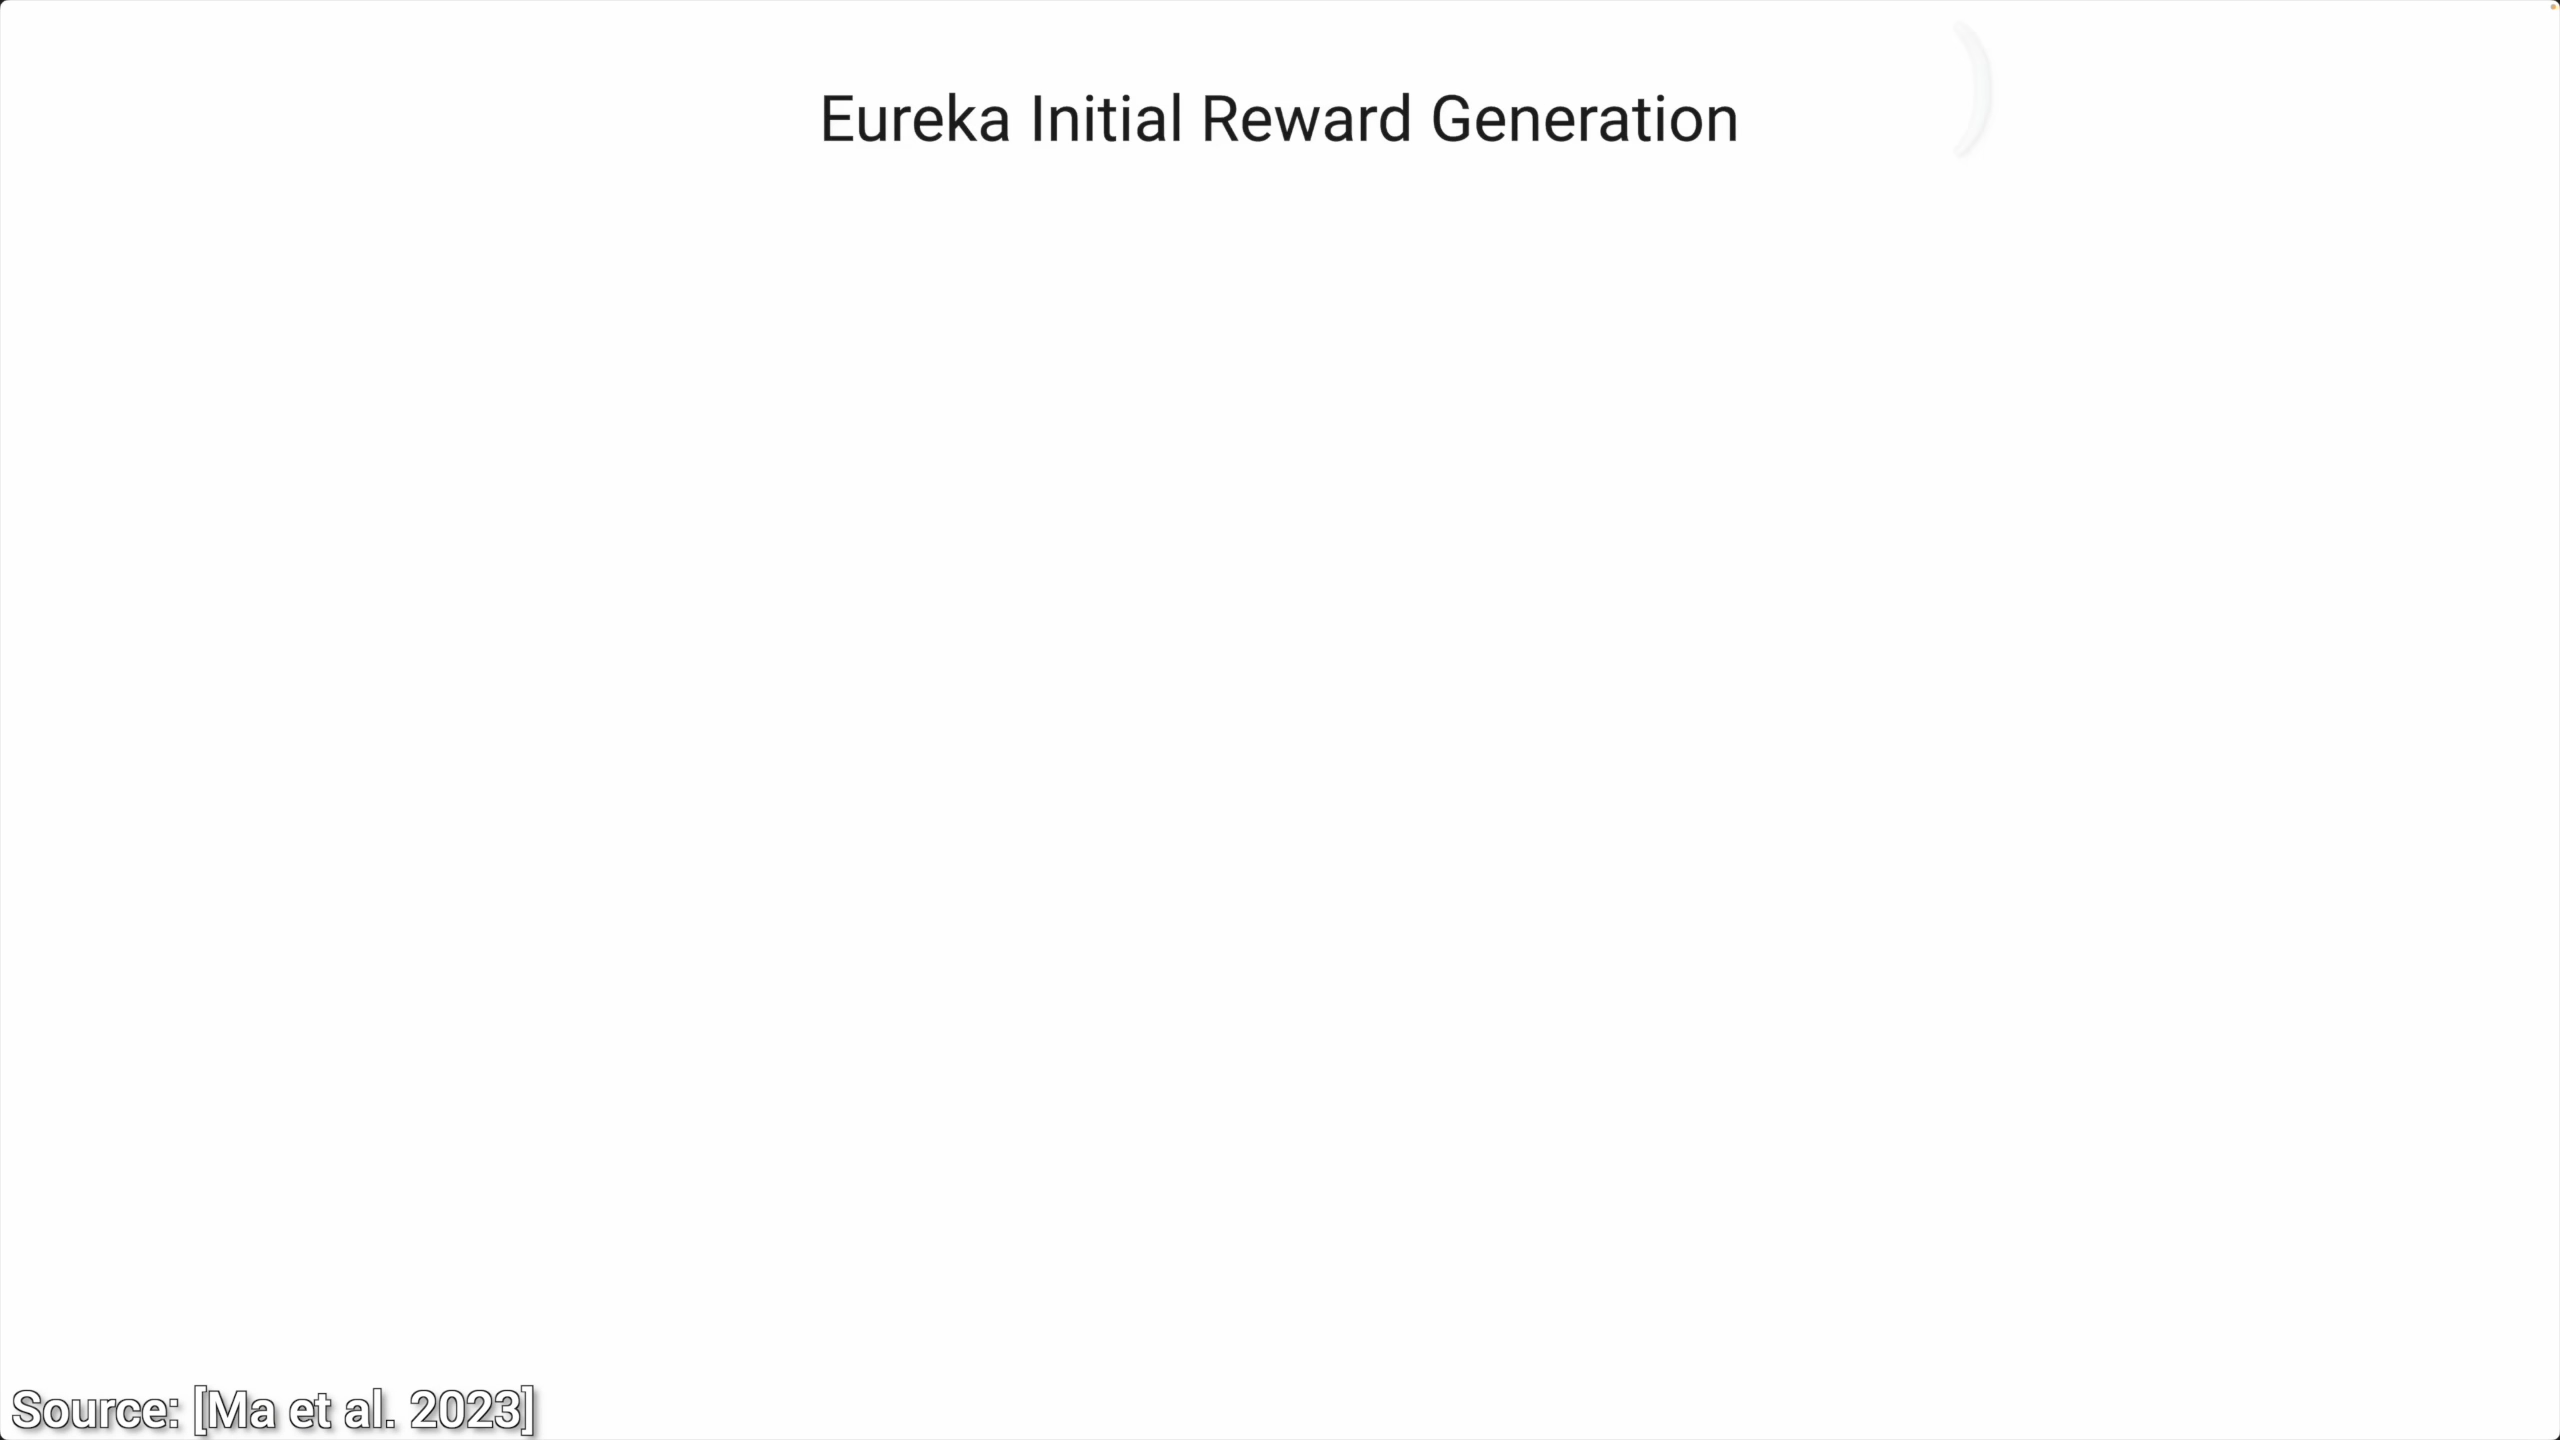 Eureka Initial Reward Generation
Source: [Ma et al. 2023]